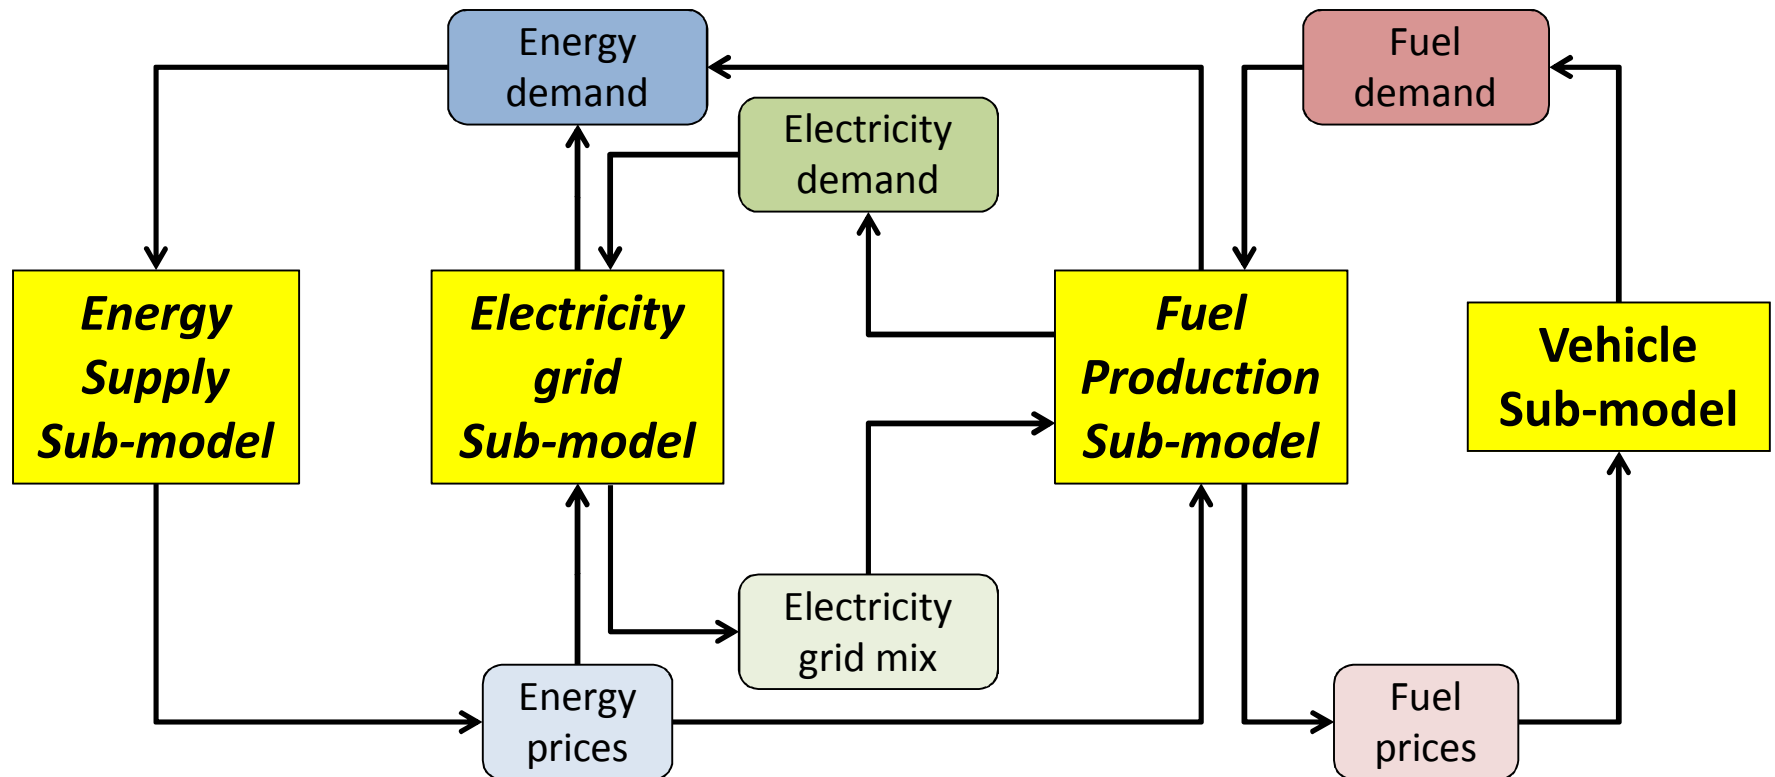 Energy
demand
Fuel
demand
Electricity
demand
Energy
Supply
Sub-model
Electricity
grid
Sub-model
Fuel
Production
Sub-model
Vehicle
Sub-model
Electricity
grid mix
Energy
prices
Fuel
prices